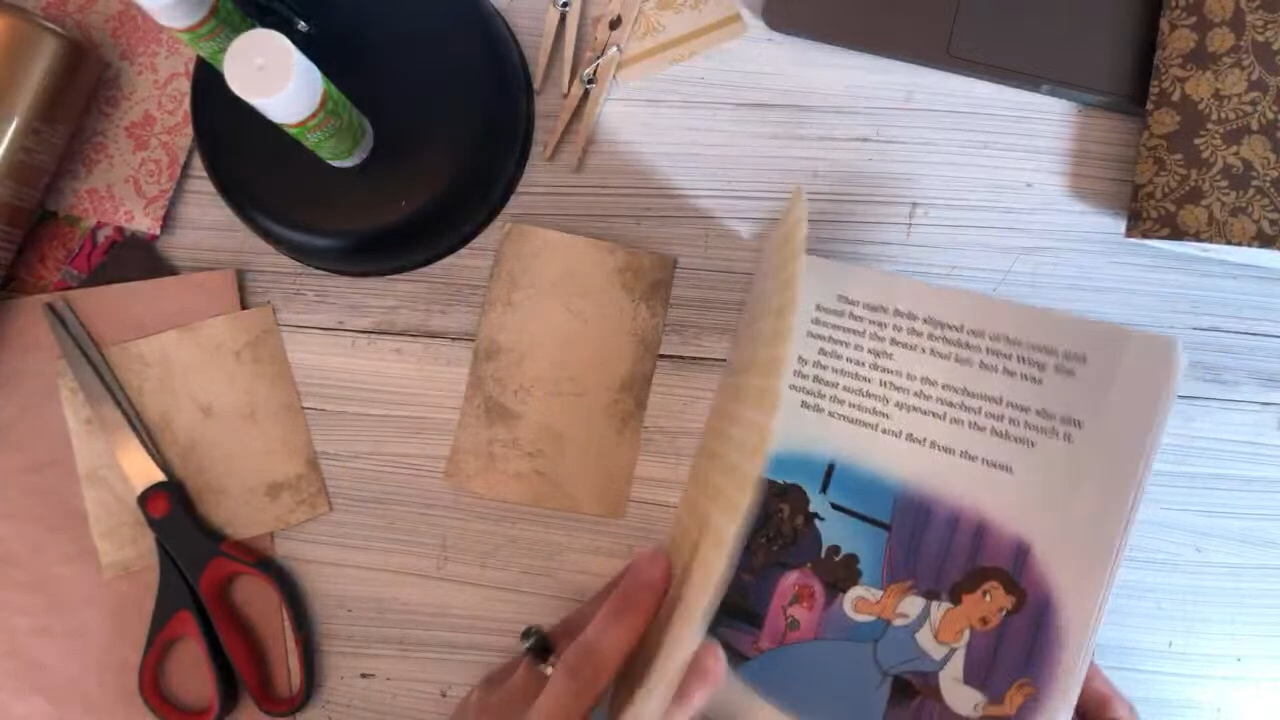 That night, Belle slipped out of her room and
found her way to the forbidden West Wing. She
discovered the Beast's foul lair, but he was
nowhere in sight.
Belle was drawn to the enchanted rose she saw
by the window. When she reached out to touch it,
the Beast suddenly appeared on the balcony
outside the window.
Belle screamed and fled from the room.